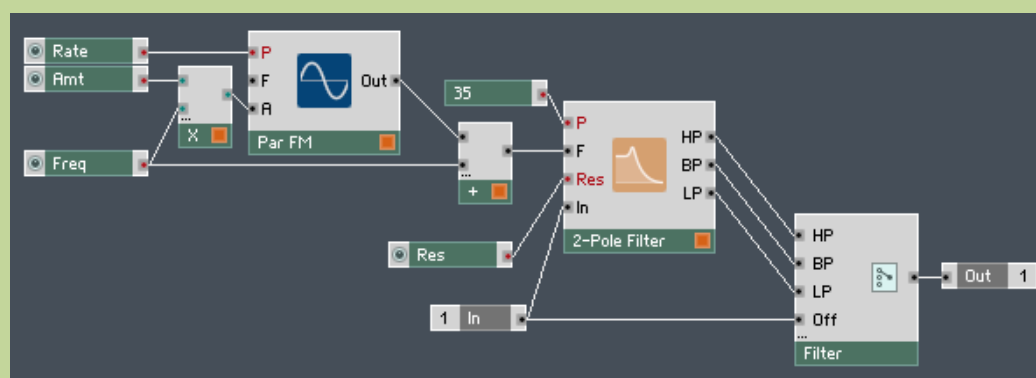 Rate
Amt
Freq
...
X
P
F
A
Out
Par FM
35
...
+
P
F
Res
In
HP
BP
LP
2-Pole Filter
Res
1 In
HP
BP
LP
Off
...
Filter
Out 1